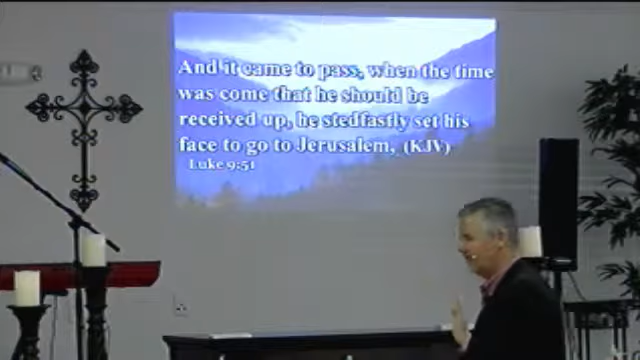 And it came to pass, when the time
was come that he should be
received up, he stedfastly set his
face to go to Jerusalem, (KJV)
Luke 9:51